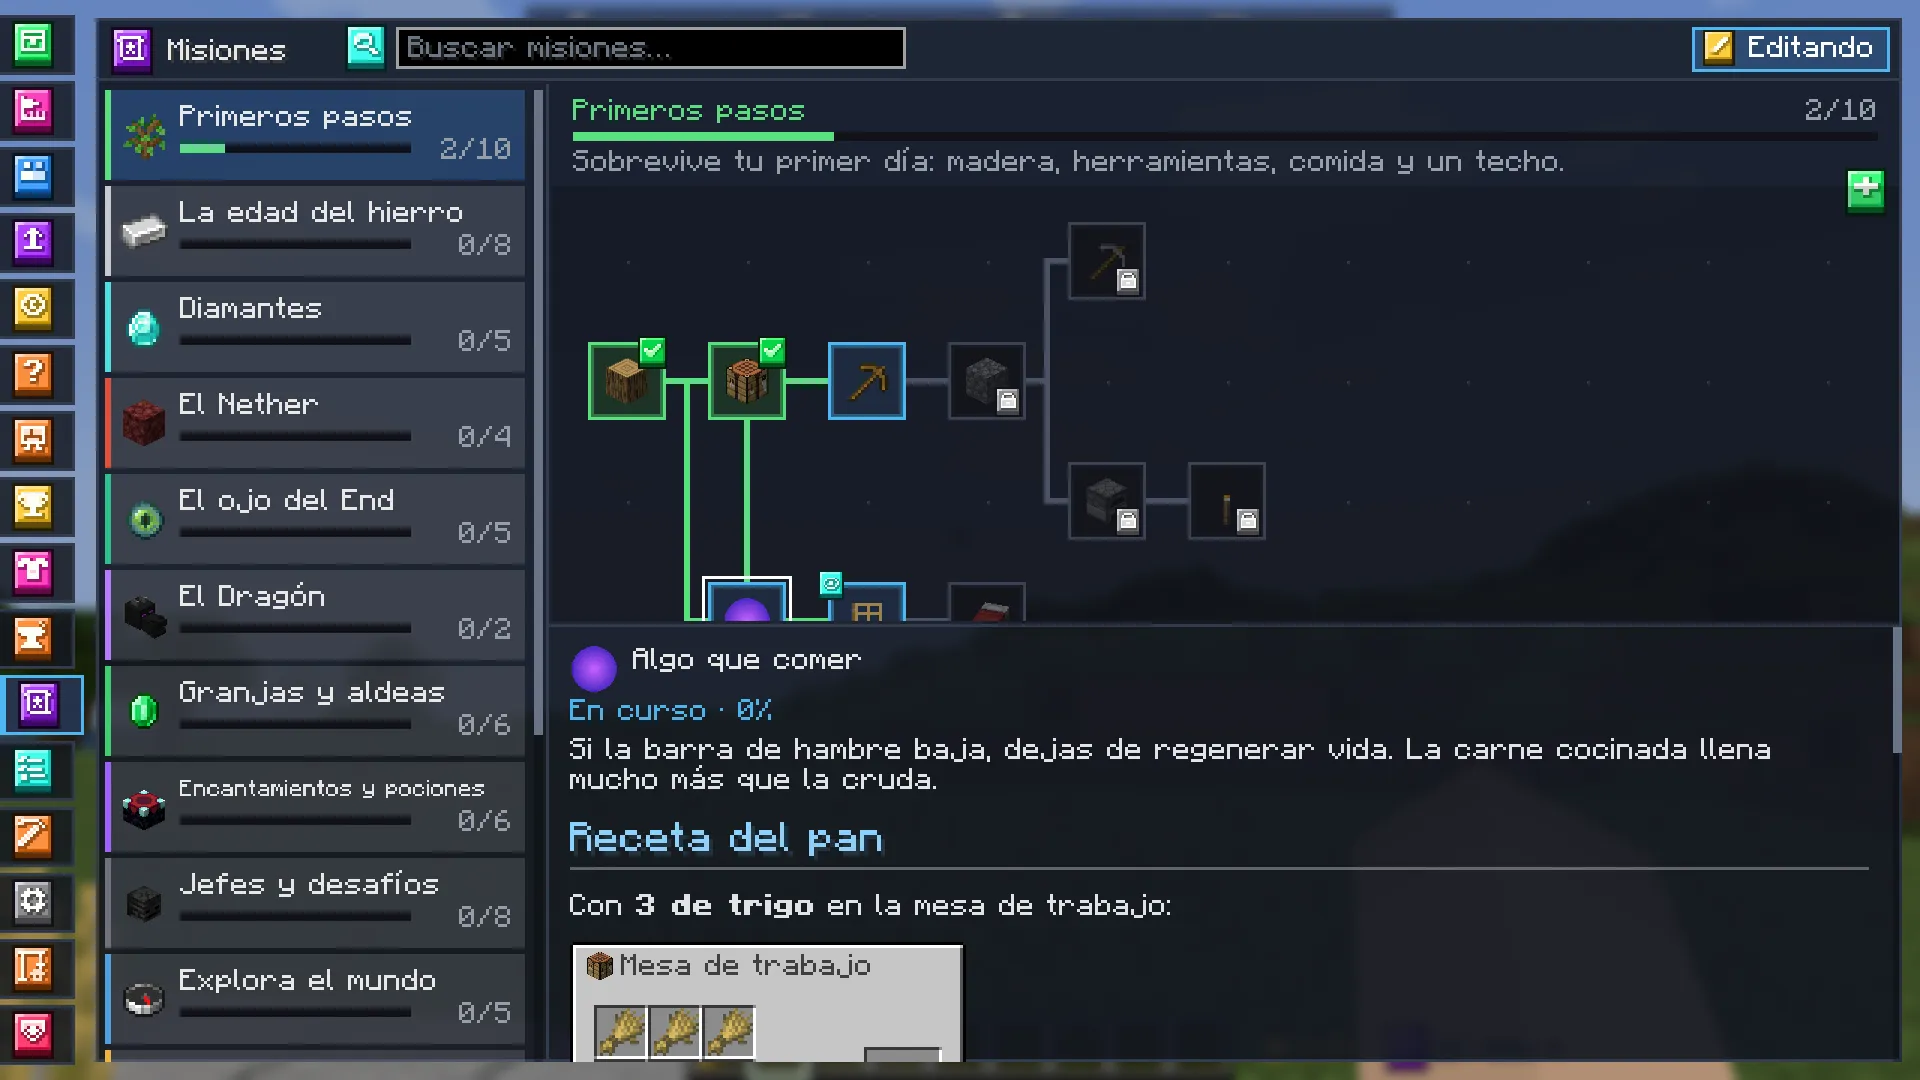 Misiones
Buscar misiones...
Editando
Primeros pasos
2/10
La edad del hierro
0/8
Diamantes
0/5
El Nether
0/4
El ojo del End
0/5
El Dragón
0/2
Granjas y aldeas
0/6
Encantamientos y pociones
0/6
Jefes y desafíos
0/8
Explora el mundo
0/5
Primeros pasos
2/10
Sobrevive tu primer día: madera, herramientas, comida y un techo.
Algo que comer
En curso · 0%
Si la barra de hambre baja, dejas de regenerar vida. La carne cocinada llena
mucho más que la cruda.
Receta del pan
Con 3 de trigo en la mesa de trabajo:
Mesa de trabajo